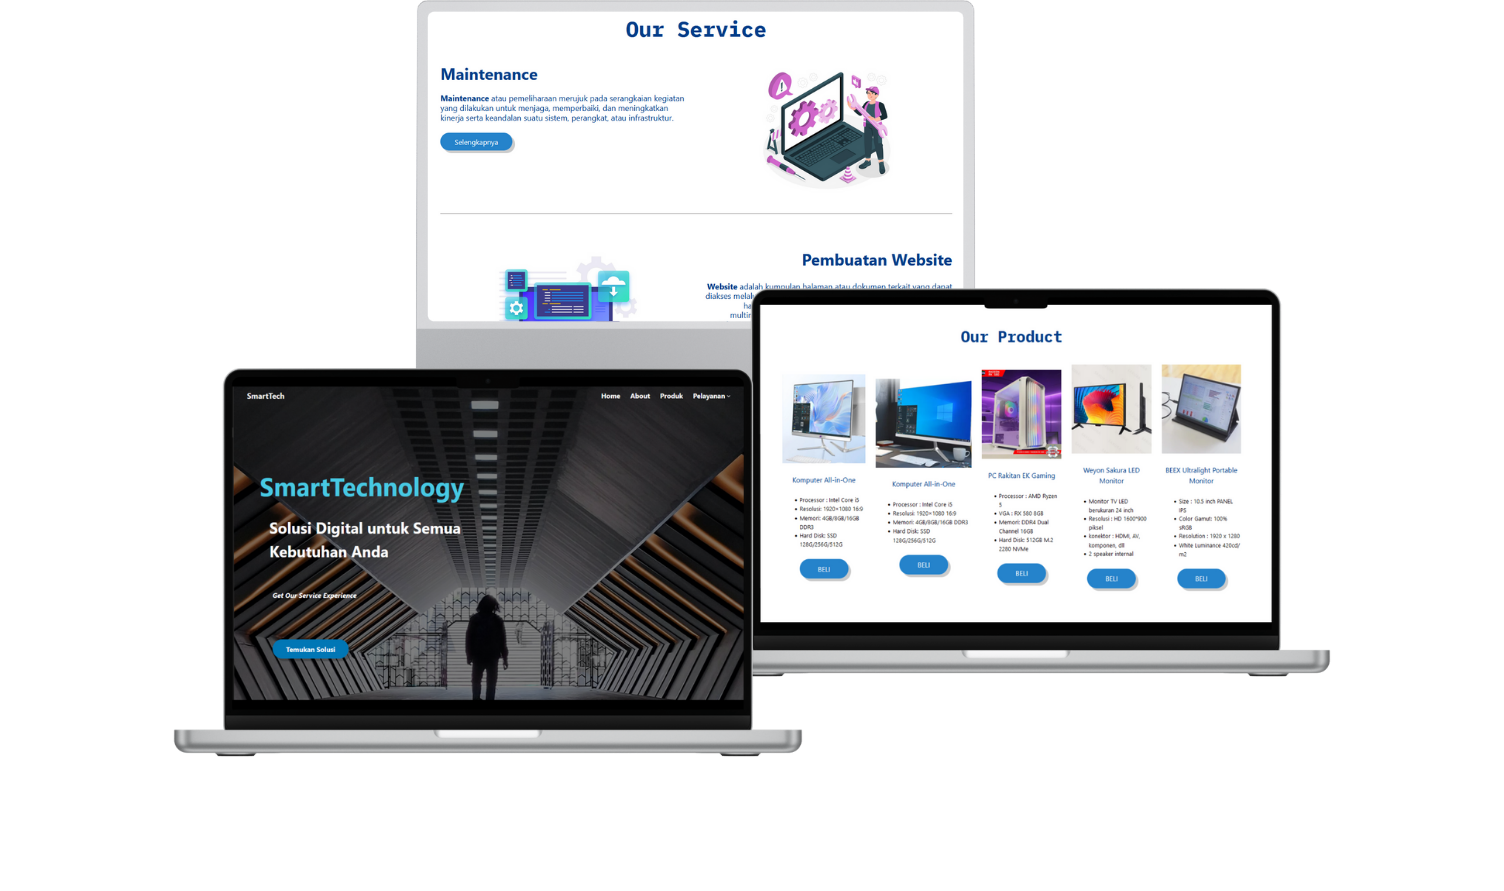 Our Service
Maintenance
Maintenance atau pemeliharaan merujuk pada serangkaian kegiatan
yang dilakukan untuk menjaga, memperbaiki, dan meningkatkan
kinerja serta keandalan suatu sistem, perangkat, atau infrastruktur.
Selengkapnya
Pembuatan Website
Website adalah kumpulan halaman atau dokumen terkait yang dapat
diakses
SmartTech
Home About Produk Pelayanan
SmartTechnology
Solusi Digital untuk Semua
Kebutuhan Anda
Get Our Service Experience
Temukan Solusi
Our Product
Komputer All-in-One
Processor : Intel Core i5
Resolusi: 1920×1080 16:9
Memori: 4GB/8GB/16GB
DDR3
Hard Disk: SSD
128G/256G/512G
BELI
Komputer All-in-One
Processor : Intel Core i5
Resolusi: 1920×1080 16:9
Memori: 4GB/8GB/16GB DDR3
Hard Disk: SSD
128G/256G/512G
BELI
PC Rakitan EK Gaming
Processor : AMD Ryzen
5
VGA : RX 580 8GB
Memori: DDR4 Dual
Channel 16GB
Hard Disk: 512GB M.2
2280 NVMe
BELI
Weyon Sakura LED
Monitor
Monitor TV LED
berukuran 24 inch
Resolusi : HD 1600*900
piksel
konektor : HDMI, AV,
komponen, dll
2 speaker internal
BELI
BEEX Ultralight Portable
Monitor
Size : 10.5 inch PANEL
IPS
Color Gamut: 100%
sRGB
Resolution : 1920 x 1280
White Luminance 420cd/
m2
BELI